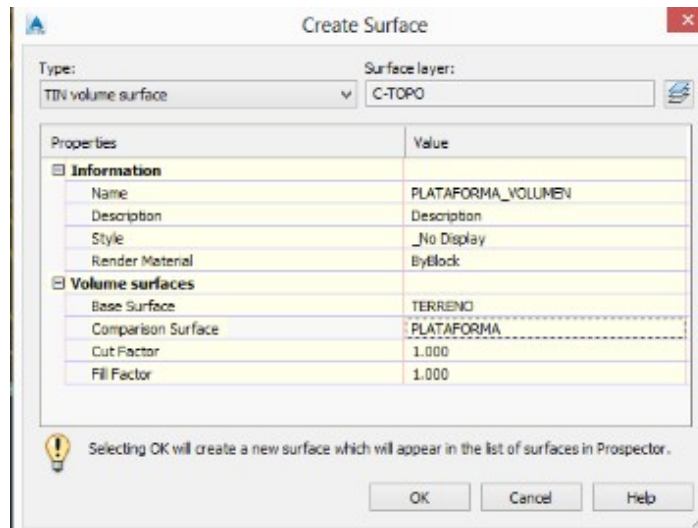 Create Surface
Type: Surface layer:
TIN volume surface C-TOPO
Properties Value
Information
Name PLATAFORMA_VOLUMEN
Description Description
Style _No Display
Render Material ByBlock
Volume surfaces
Base Surface TERRENO
Comparison Surface PLATAFORMA
Cut Factor 1.000
Fill Factor 1.000
Selecting OK will create a new surface which will appear in the list of surfaces in Prospector.
OK Cancel Help